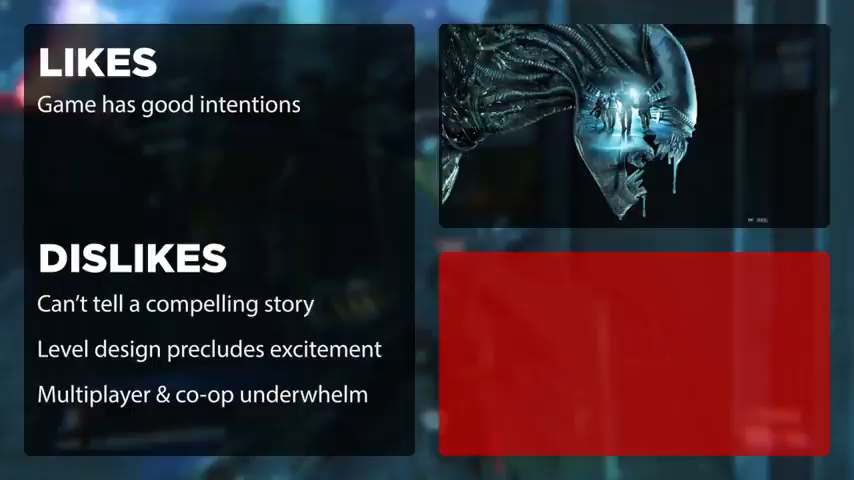 LIKES
Game has good intentions
DISLIKES
Can't tell a compelling story
Level design precludes excitement
Multiplayer & co-op underwhelm